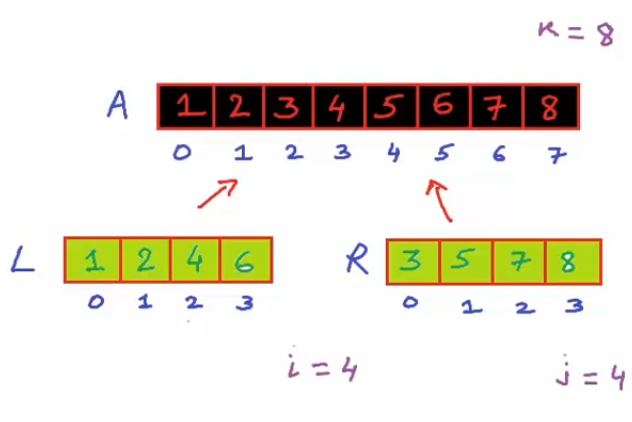 K = 8
A 1 2 3 4 5 6 7 8
0 1 2 3 4 5 6 7
L 1 2 4 6 R 3 5 7 8
0 1 2 3 0 1 2 3
i = 4 j = 4